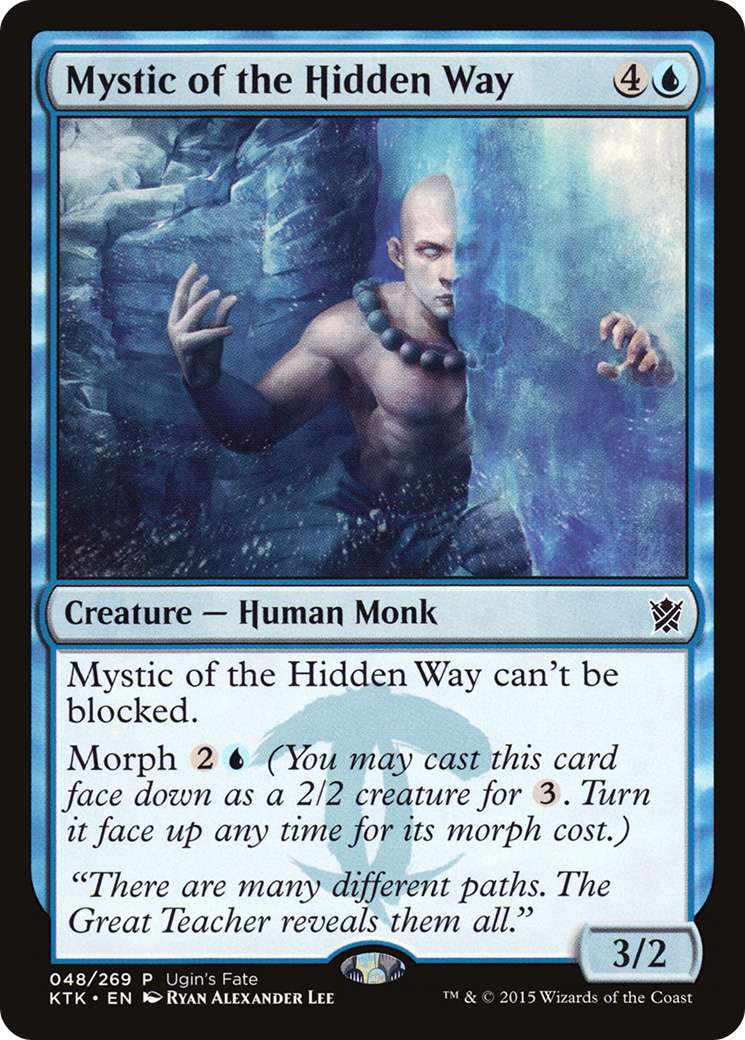 Mystic of the Hidden Way 4
Creature — Human Monk
Mystic of the Hidden Way can't be
blocked.
Morph 2 (You may cast this card
face down as a 2/2 creature for 3. Turn
it face up any time for its morph cost.)
“There are many different paths. The
Great Teacher reveals them all.”
3/2
048/269 P Ugin's Fate
KTK • EN Ryan Alexander Lee
™ & © 2015 Wizards of the Coast